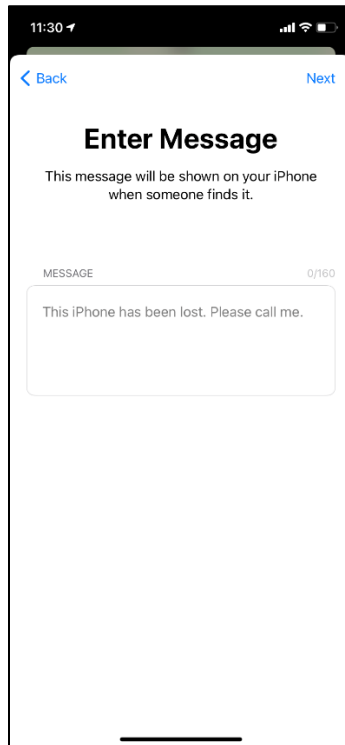 11:30
Back Next
Enter Message
This message will be shown on your iPhone
when someone finds it.
MESSAGE 0/160
This iPhone has been lost. Please call me.